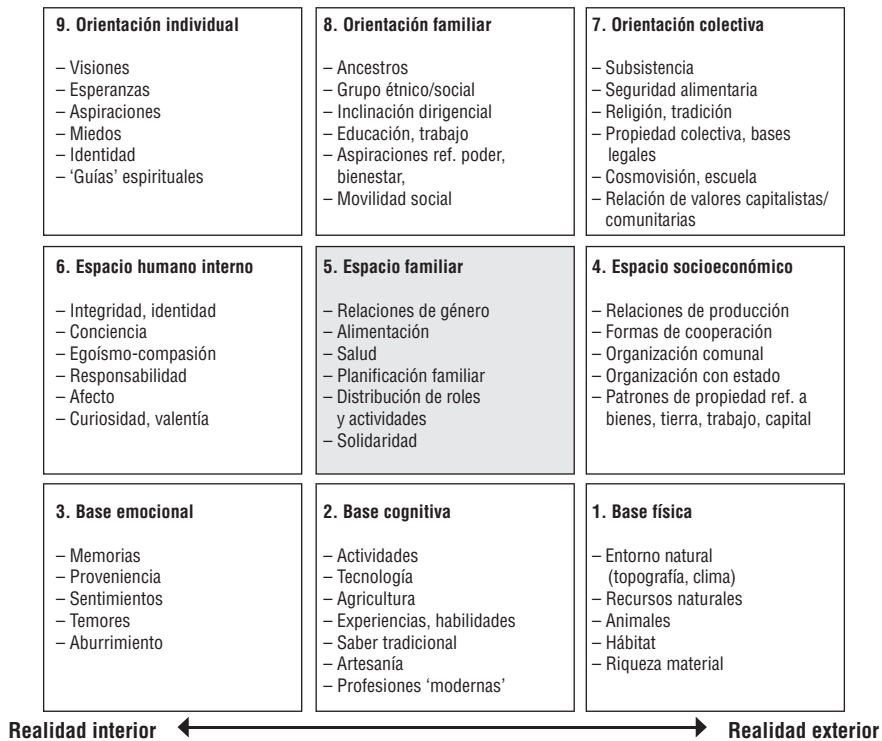 9. Orientación individual
– Visiones
– Esperanzas
– Aspiraciones
– Miedos
– Identidad
– ‘Guías’ espirituales
8. Orientación familiar
– Ancestros
– Grupo étnico/social
– Inclinación dirigencial
– Educación, trabajo
– Aspiraciones ref. poder,
bienestar,
– Movilidad social
7. Orientación colectiva
– Subsistencia
– Seguridad alimentaria
– Religión, tradición
– Propiedad colectiva, bases
legales
– Cosmovisión, escuela
– Relación de valores capitalistas/
comunitarias
6. Espacio humano interno
– Integridad, identidad
– Conciencia
– Egoísmo-compasión
– Responsabilidad
– Afecto
– Curiosidad, valentía
5. Espacio familiar
– Relaciones de género
– Alimentación
– Salud
– Planificación familiar
– Distribución de roles
y actividades
– Solidaridad
4. Espacio socioeconómico
– Relaciones de producción
– Formas de cooperación
– Organización comunal
– Organización con estado
– Patrones de propiedad ref. a
bienes, tierra, trabajo, capital
3. Base emocional
– Memorias
– Proveniencia
– Sentimientos
– Temores
– Aburrimiento
2. Base cognitiva
– Actividades
– Tecnología
– Agricultura
– Experiencias, habilidades
– Saber tradicional
– Artesanía
– Profesiones ‘modernas’
1. Base física
– Entorno natural
(topografía, clima)
– Recursos naturales
– Animales
– Hábitat
– Riqueza material
Realidad interior
Realidad exterior